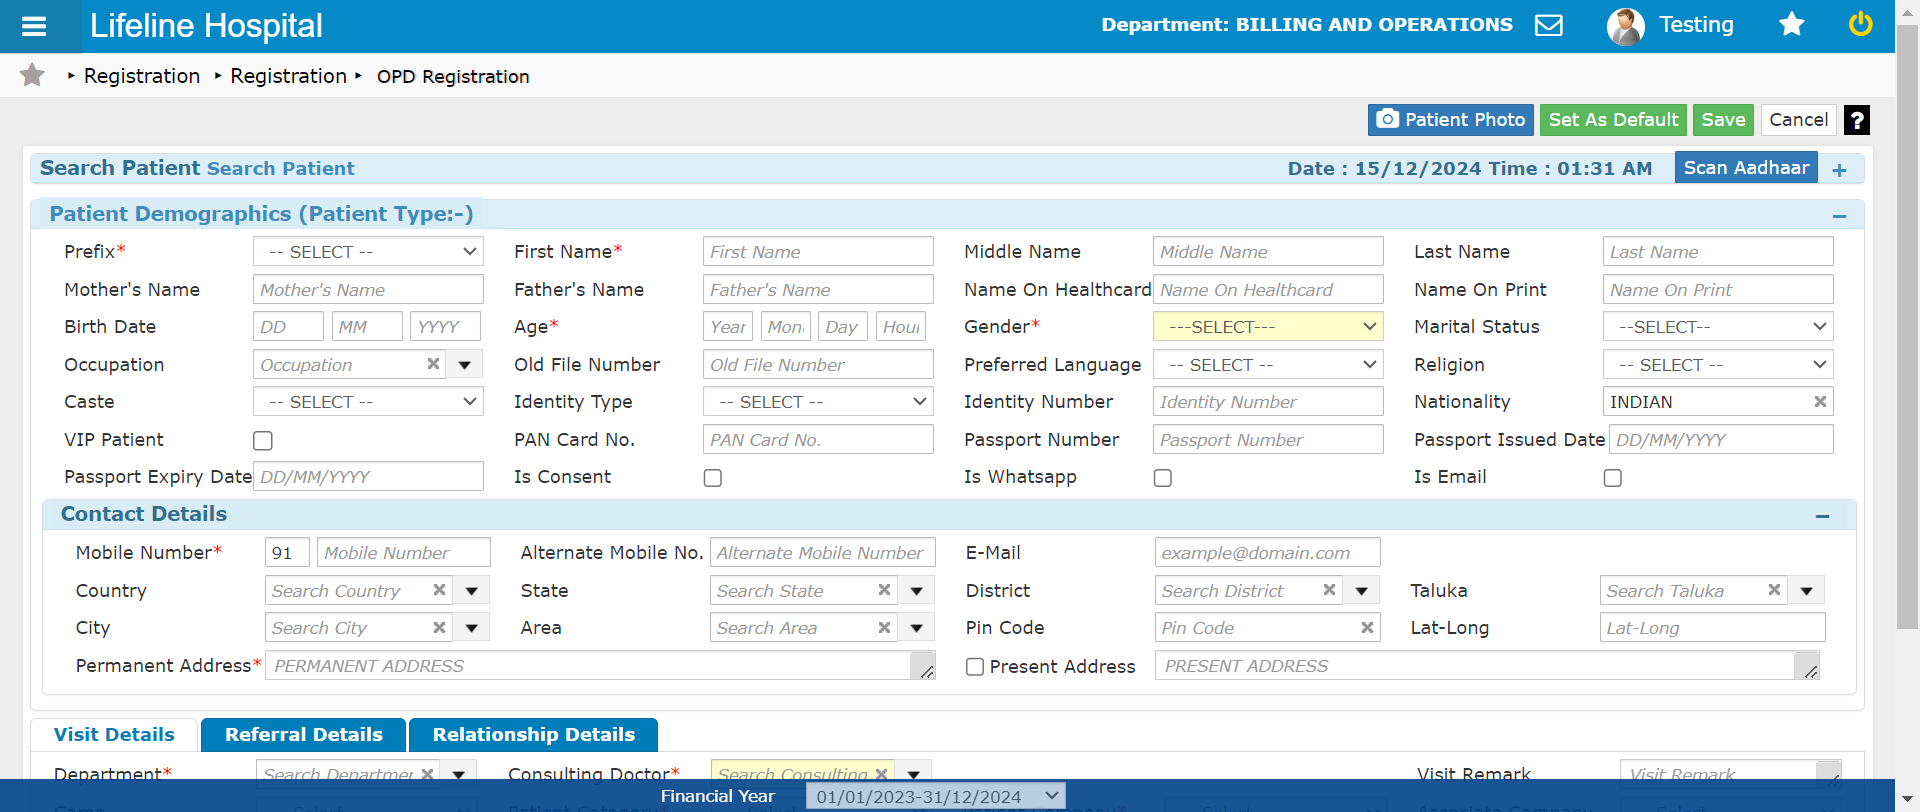 Lifeline Hospital Department: BILLING AND OPERATIONS Testing
Registration Registration OPD Registration
Patient Photo Set As Default Save Cancel ?
Search Patient Search Patient Date : 15/12/2024 Time : 01:31 AM Scan Aadhaar +
Patient Demographics (Patient Type:-) −
Prefix* -- SELECT -- First Name* First Name Middle Name Middle Name Last Name Last Name
Mother's Name Mother's Name Father's Name Father's Name Name On Healthcard Name On Healthcard Name On Print Name On Print
Birth Date DD MM YYYY Age* Year Day Gender* ---SELECT--- Marital Status --SELECT--
Occupation Occupation Old File Number Old File Number Preferred Language -- SELECT -- Religion -- SELECT --
Caste -- SELECT -- Identity Type -- SELECT -- Identity Number Identity Number Nationality INDIAN
VIP Patient PAN Card No. PAN Card No. Passport Number Passport Number Passport Issued Date DD/MM/YYYY
Passport Expiry Date DD/MM/YYYY Is Consent Is Whatsapp Is Email
Contact Details −
Mobile Number* 91 Mobile Number Alternate Mobile No. Alternate Mobile Number E-Mail example@domain.com
Country Search Country State Search State District Search District Taluka Search Taluka
City Search City Area Search Area Pin Code Pin Code Lat-Long Lat-Long
Permanent Address* PERMANENT ADDRESS Present Address PRESENT ADDRESS
Visit Details Referral Details Relationship Details
Department* Search Consulting Doctor* Search Consulting Visit Remark Visit Remark
Financial Year 01/01/2023-31/12/2024